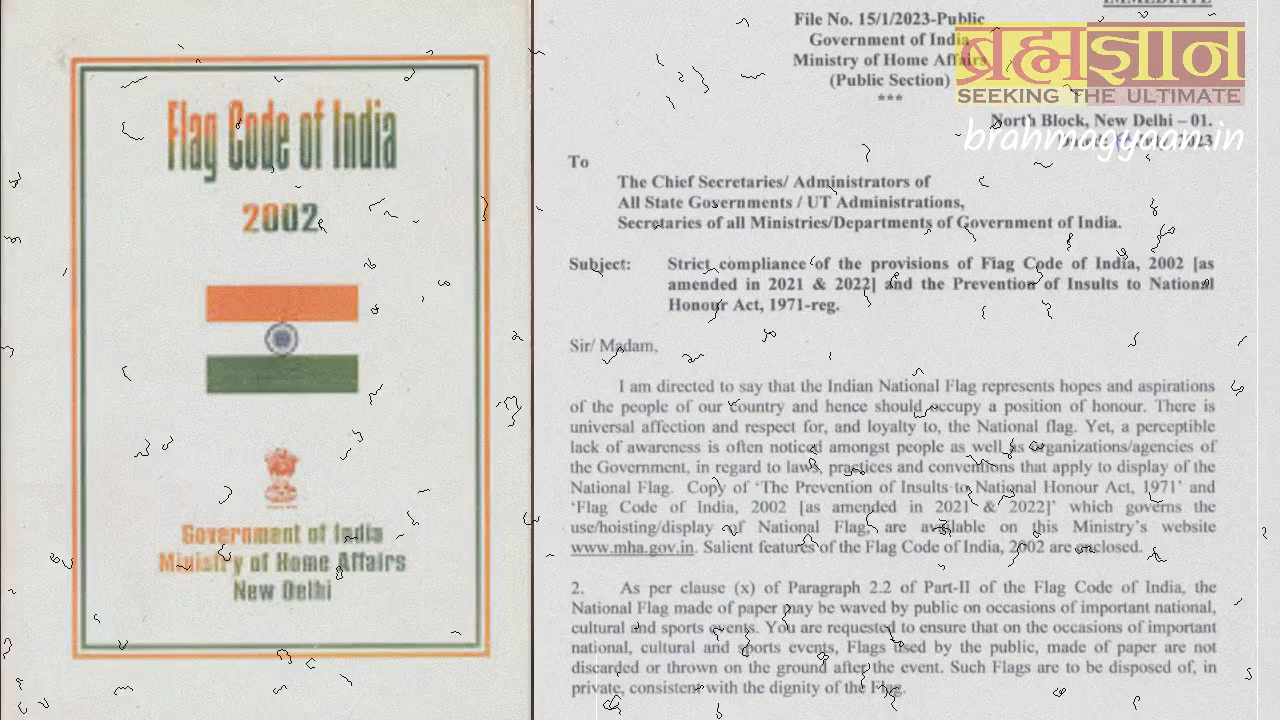 Flag Code of India
2002
Government of India
Ministry of Home Affairs
New Delhi
IMMEDIATE
File No. 15/1/2023-Public
Government of India
Ministry of Home Affairs
(Public Section)
***
ब्रह्मज्ञान
SEEKING THE ULTIMATE
brahmagyaan.in
North Block, New Delhi – 01.
2023
To
The Chief Secretaries/ Administrators of
All State Governments / UT Administrations,
Secretaries of all Ministries/Departments of Government of India.
Subject: Strict compliance of the provisions of Flag Code of India, 2002 [as
amended in 2021 & 2022] and the Prevention of Insults to National
Honour Act, 1971-reg.
Sir/ Madam,
I am directed to say that the Indian National Flag represents hopes and aspirations
of the people of our country and hence should occupy a position of honour. There is
universal affection and respect for, and loyalty to, the National flag. Yet, a perceptible
lack of awareness is often noticed amongst people as well as organizations/agencies of
the Government, in regard to laws, practices and conventions that apply to display of the
National Flag. Copy of ‘The Prevention of Insults to National Honour Act, 1971’ and
‘Flag Code of India, 2002 [as amended in 2021 & 2022]’ which governs the
use/hoisting/display of National Flag, are available on this Ministry’s website
www.mha.gov.in. Salient features of the Flag Code of India, 2002 are enclosed.
2. As per clause (x) of Paragraph 2.2 of Part-II of the Flag Code of India, the
National Flag made of paper may be waved by public on occasions of important national,
cultural and sports events. You are requested to ensure that on the occasions of important
national, cultural and sports events, Flags used by the public, made of paper are not
discarded or thrown on the ground after the event. Such Flags are to be disposed of, in
private, consistent with the dignity of the Flag.